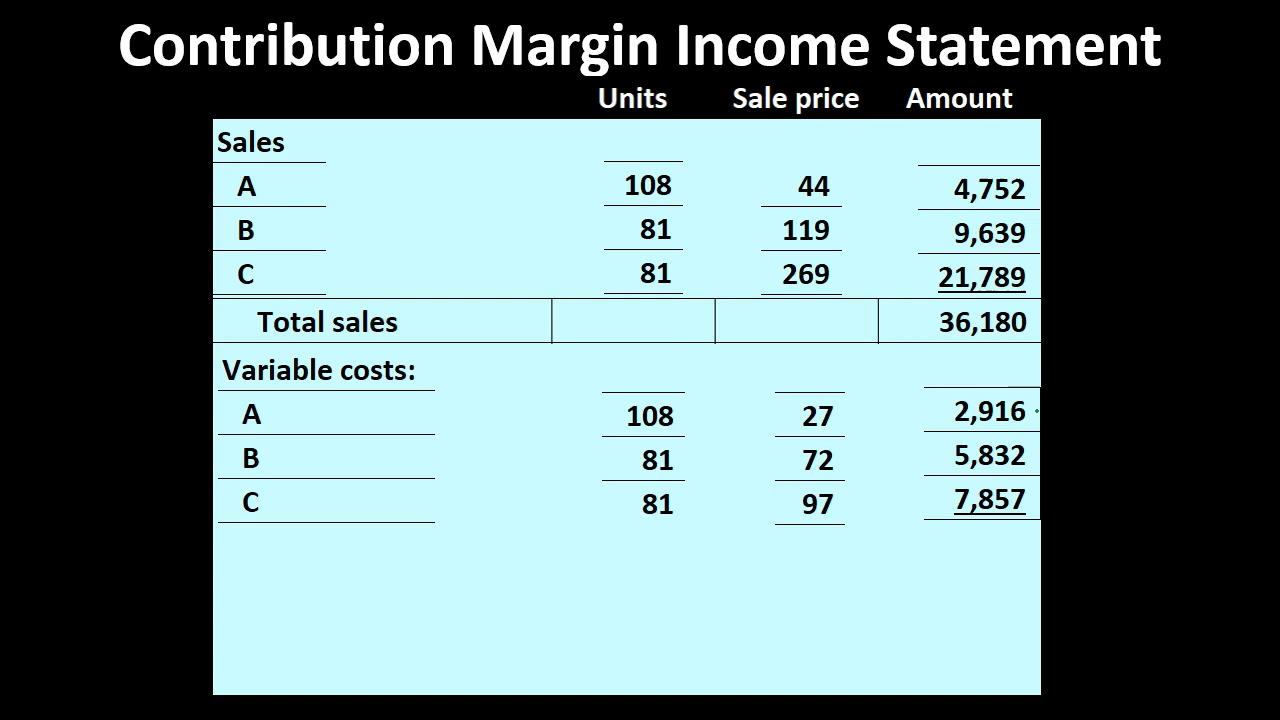 Contribution Margin Income Statement
Units Sale price Amount
Sales
A 108 44 4,752
B 81 119 9,639
C 81 269 21,789
Total sales 36,180
Variable costs:
A 108 27 2,916
B 81 72 5,832
C 81 97 7,857